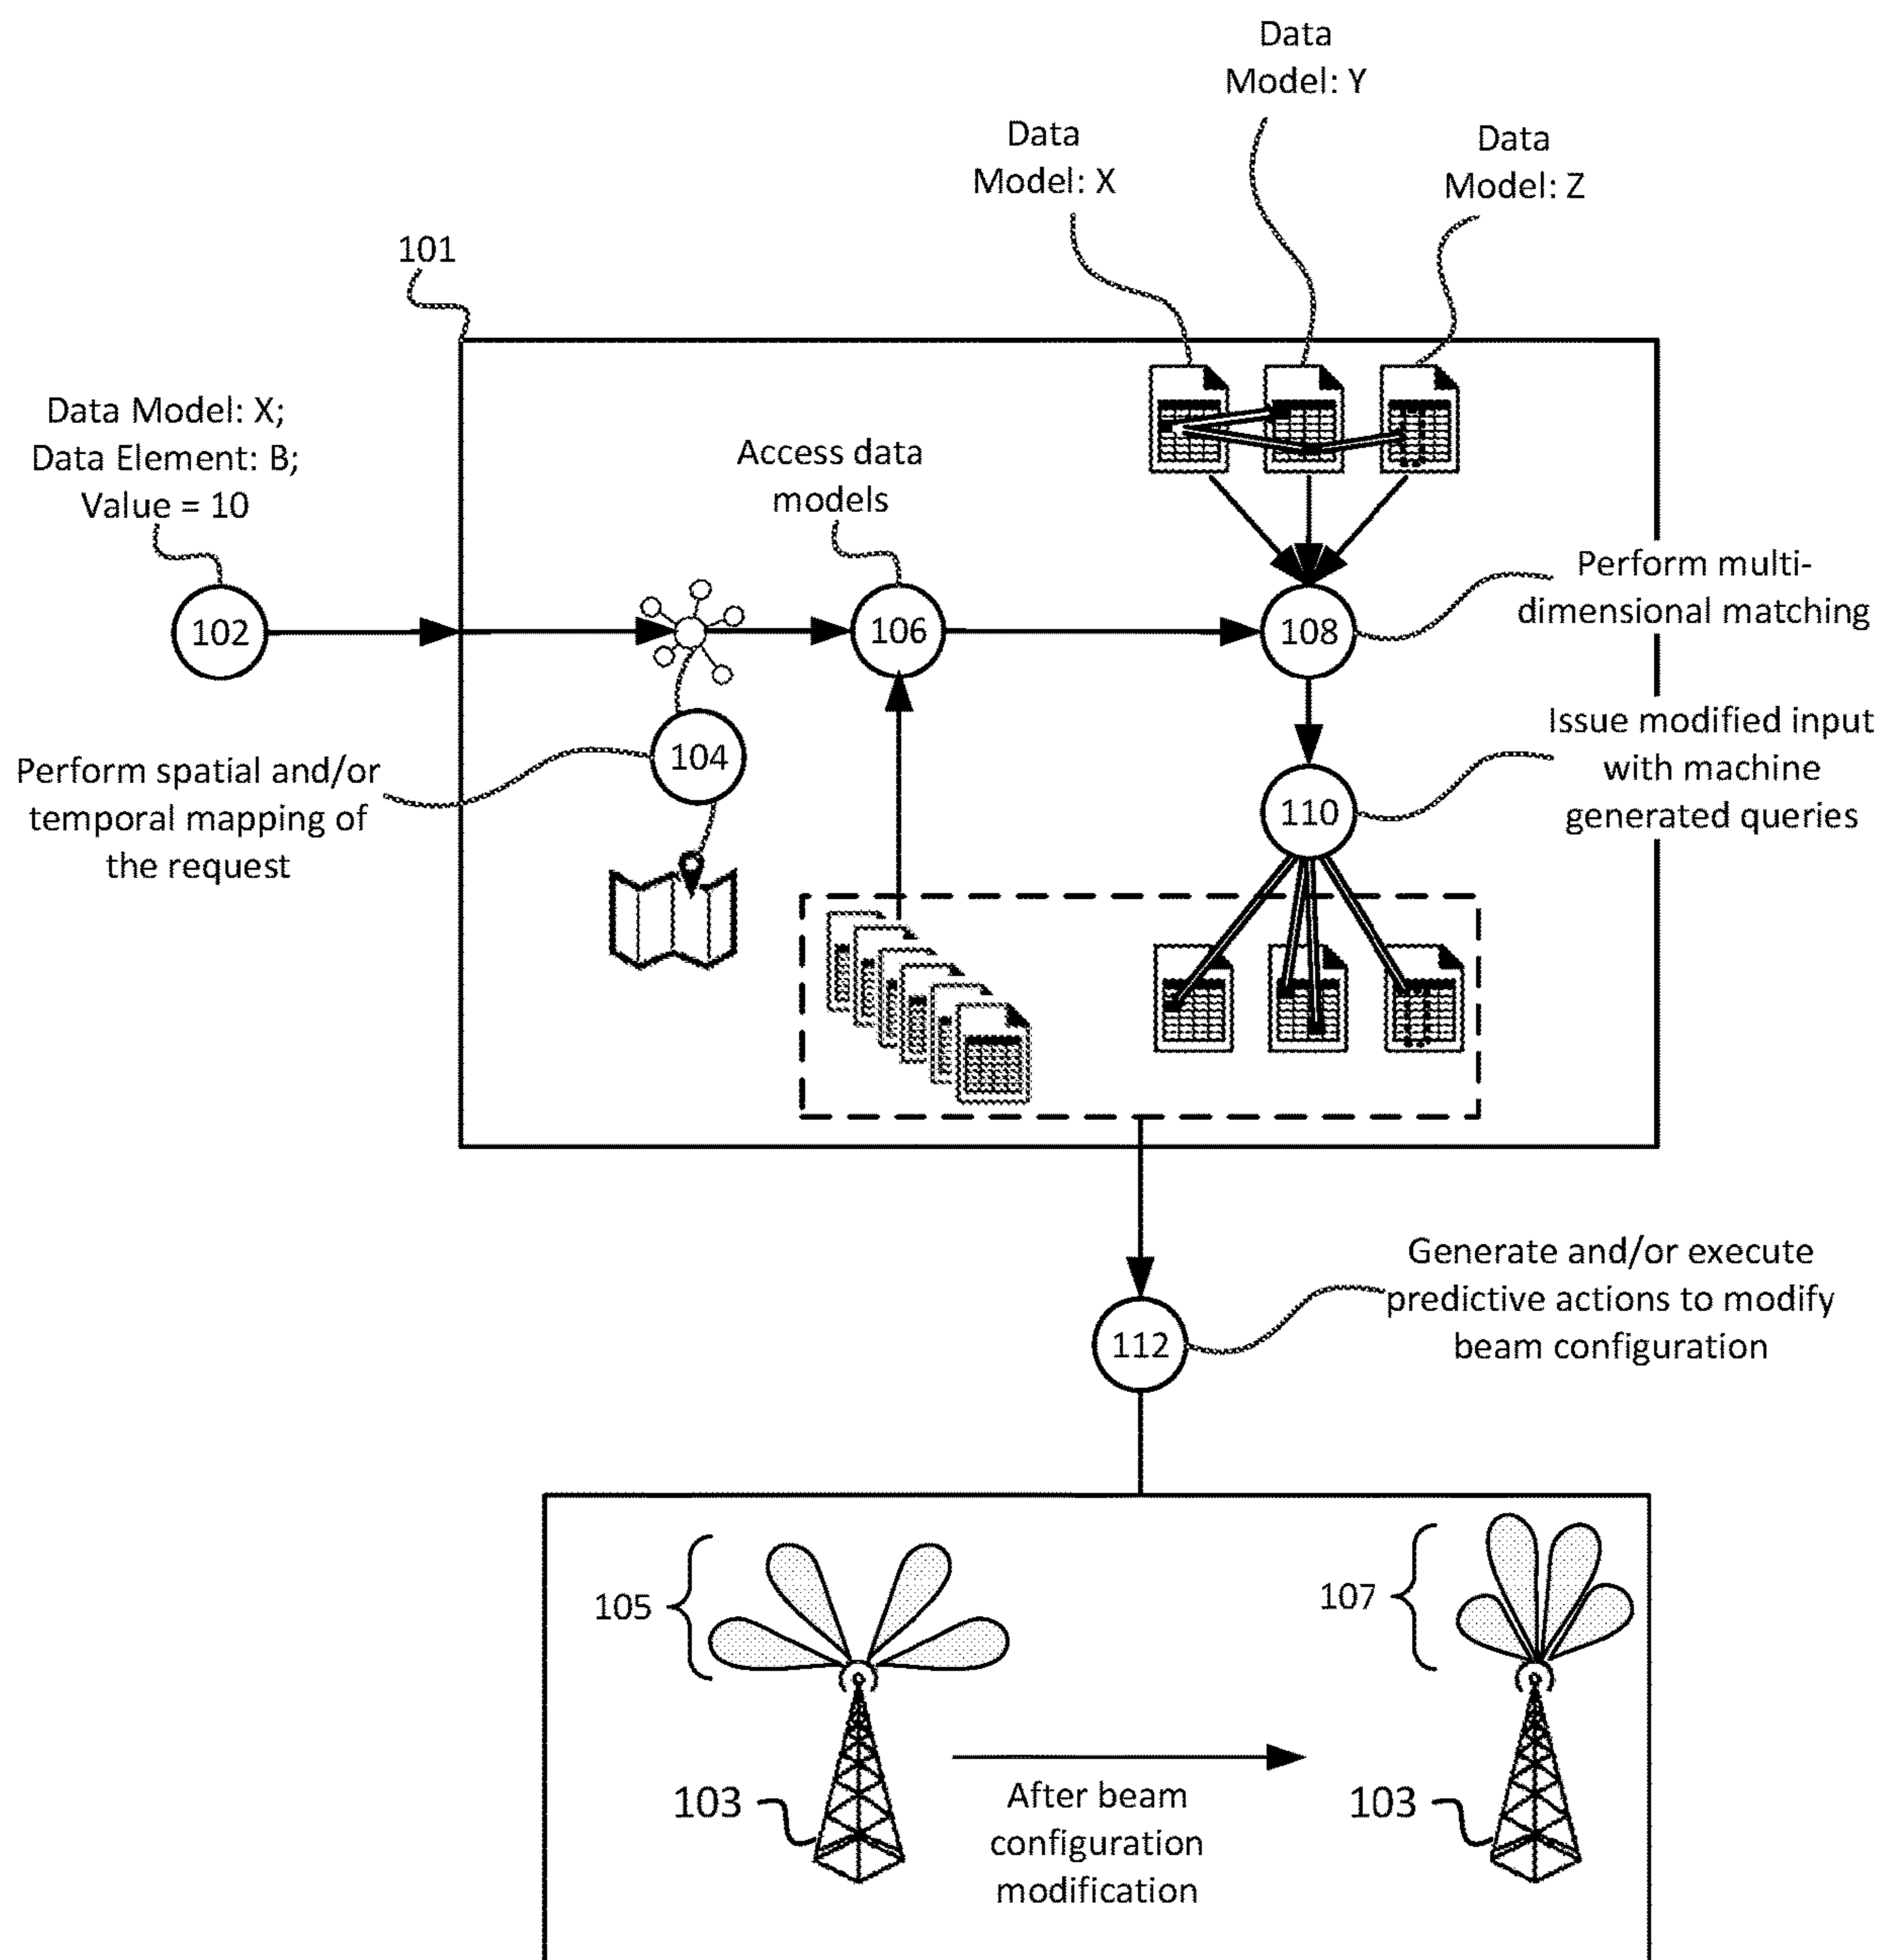 Data
Model: Y
Data
Model: X
Data
Model: Z
101
Data Model: X;
Data Element: B;
Value = 10
Access data
models
102
106
108
Perform multi-
dimensional matching
104
Perform spatial and/or
temporal mapping of
the request
110
Issue modified input
with machine
generated queries
112
Generate and/or execute
predictive actions to modify
beam configuration
105
107
103
After beam
configuration
modification
103